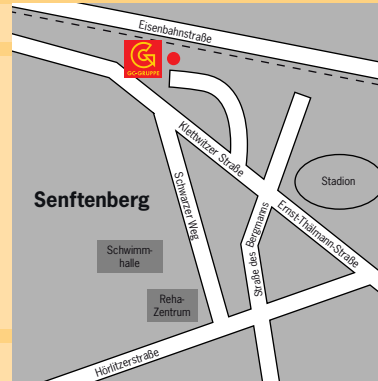 Eisenbahnstraße
G
GC-GRUPPE
Klettwitzer Straße
Schwarzer Weg
Stadion
Senftenberg
Ernst-Thälmann-Straße
Straße des Bergmanns
Schwimm-
halle
Reha-
Zentrum
Hörlitzerstraße